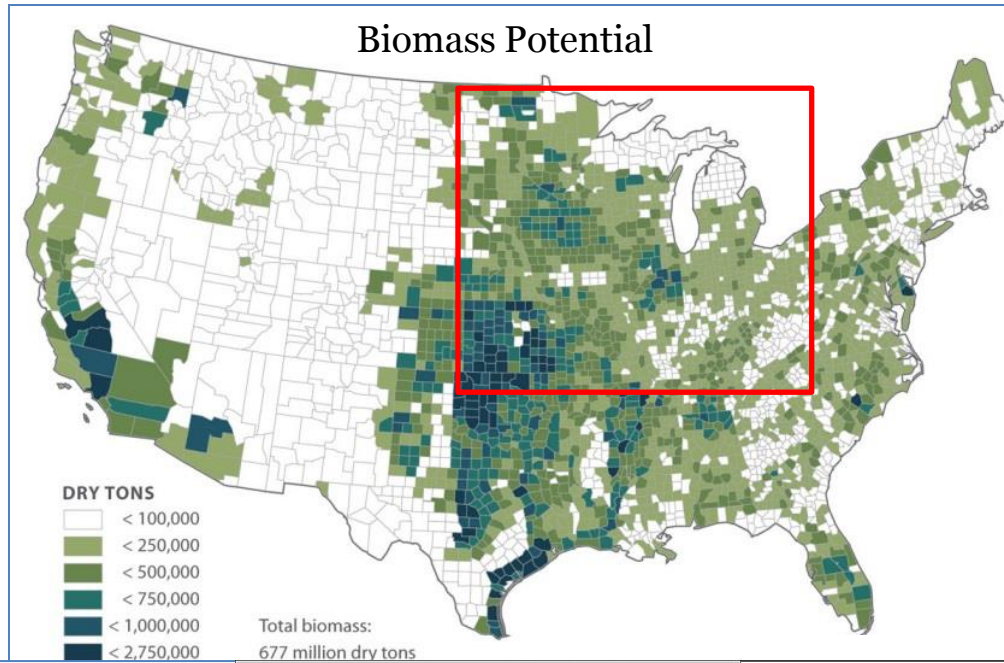 Biomass Potential
DRY TONS
< 100,000
< 250,000
< 500,000
< 750,000
< 1,000,000
< 2,750,000
Total biomass:
677 million dry tons